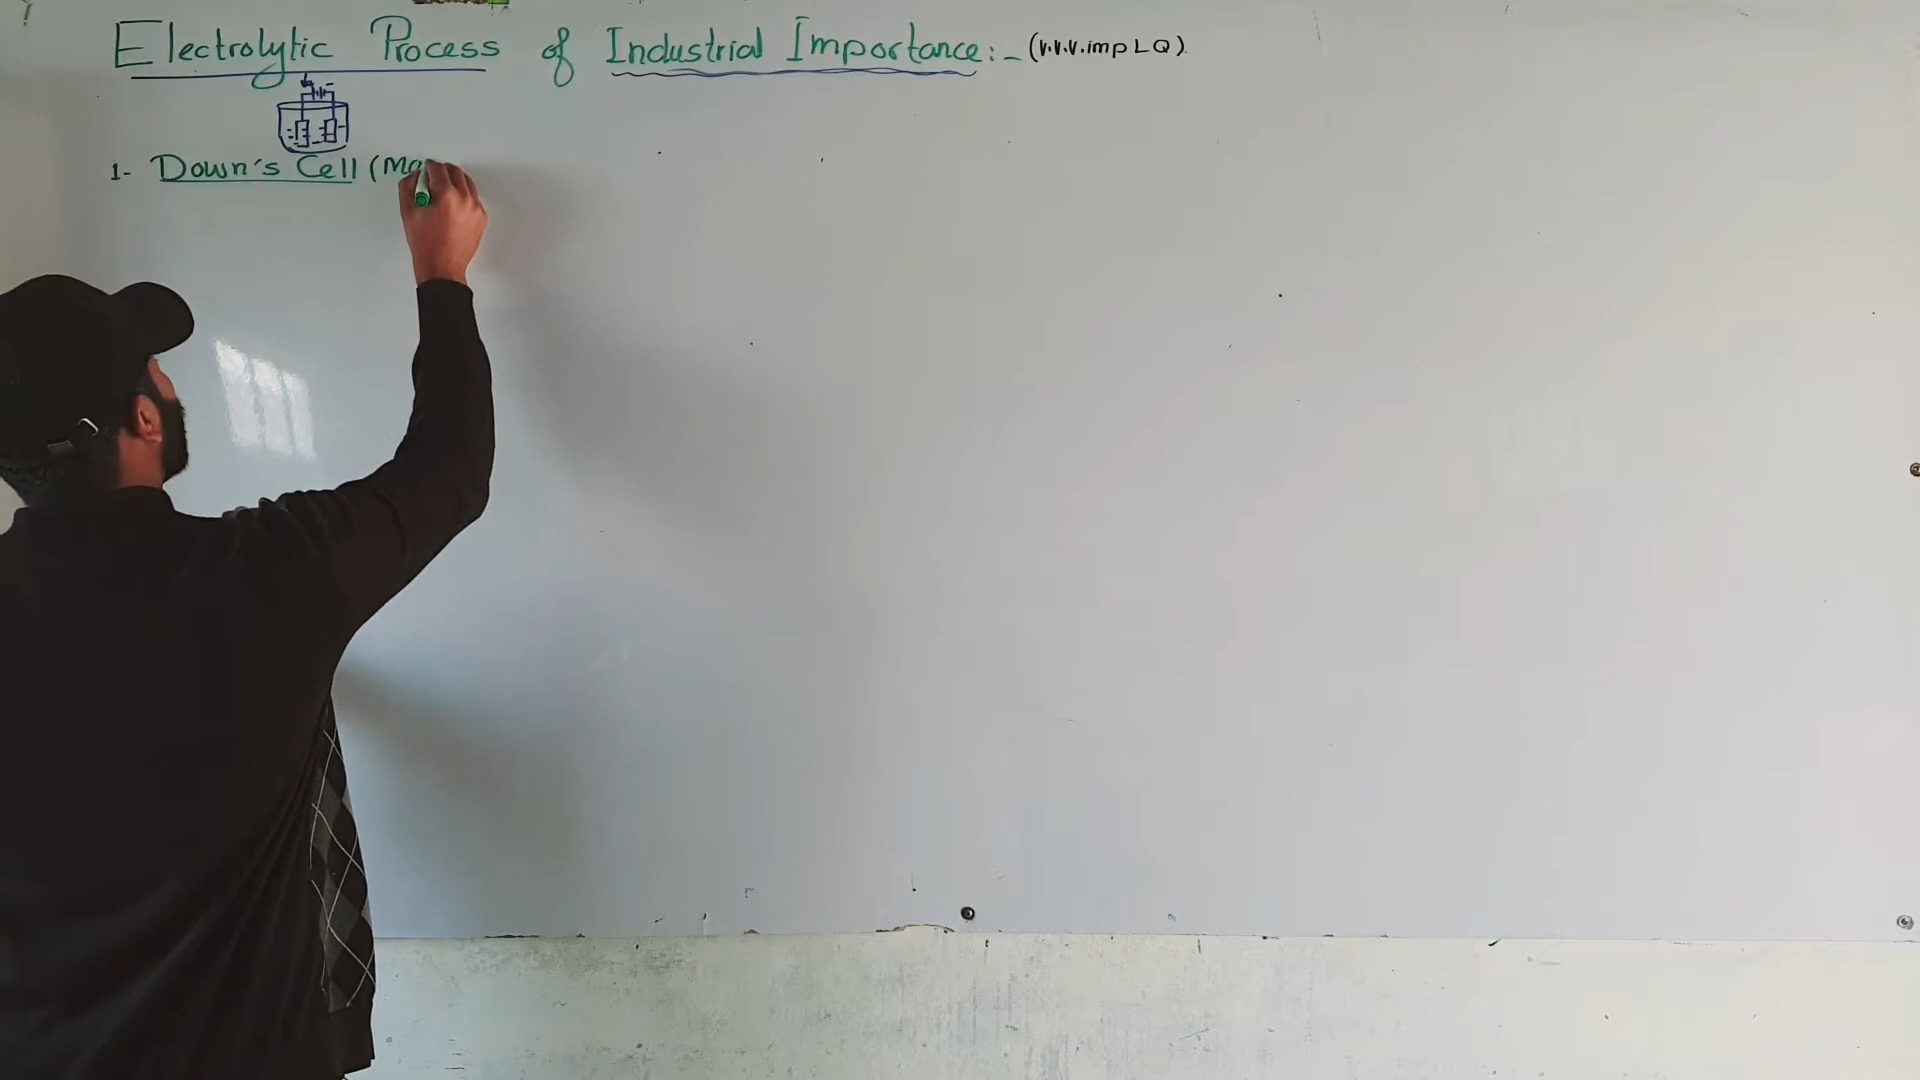 Electrolytic Process of Industrial Importance:- (v.v.v.imp LQ)
1- Down's Cell (Ma